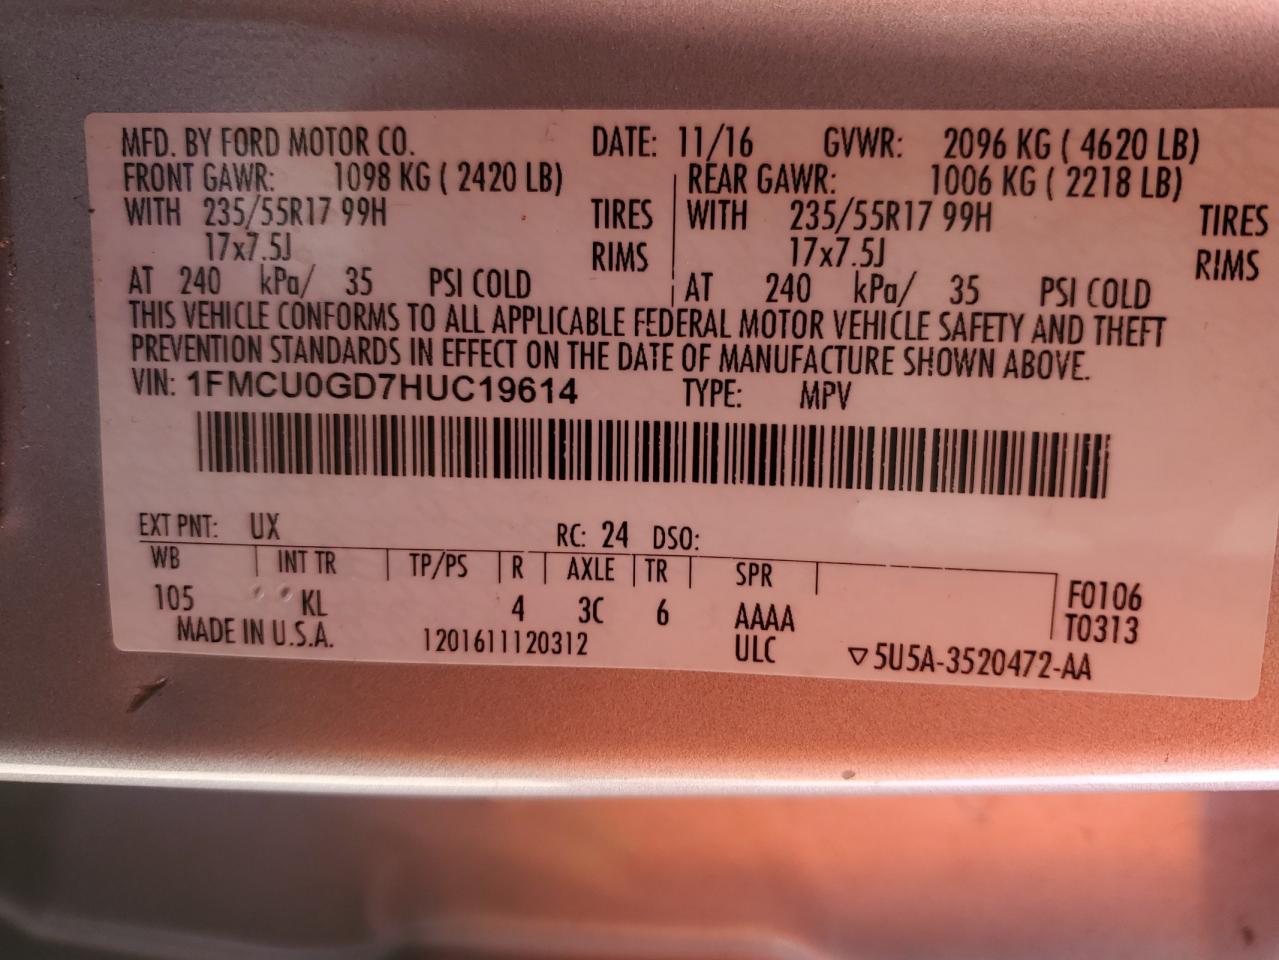 MFD. BY FORD MOTOR CO. DATE: 11/16 GVWR: 2096 KG ( 4620 LB)
FRONT GAWR: 1098 KG ( 2420 LB) REAR GAWR: 1006 KG ( 2218 LB)
WITH 235/55R17 99H TIRES WITH 235/55R17 99H TIRES
17x7.5J RIMS 17x7.5J RIMS
AT 240 kPa/ 35 PSI COLD AT 240 kPa/ 35 PSI COLD
THIS VEHICLE CONFORMS TO ALL APPLICABLE FEDERAL MOTOR VEHICLE SAFETY AND THEFT
PREVENTION STANDARDS IN EFFECT ON THE DATE OF MANUFACTURE SHOWN ABOVE.
VIN: 1FMCU0GD7HUC19614 TYPE: MPV
EXT PNT: UX RC: 24 DSO:
WB INT TR TP/PS R AXLE TR SPR
105 KL 4 3C 6 AAAA F0106
MADE IN U.S.A. 1201611120312 ULC T0313
▽5U5A-3520472-AA